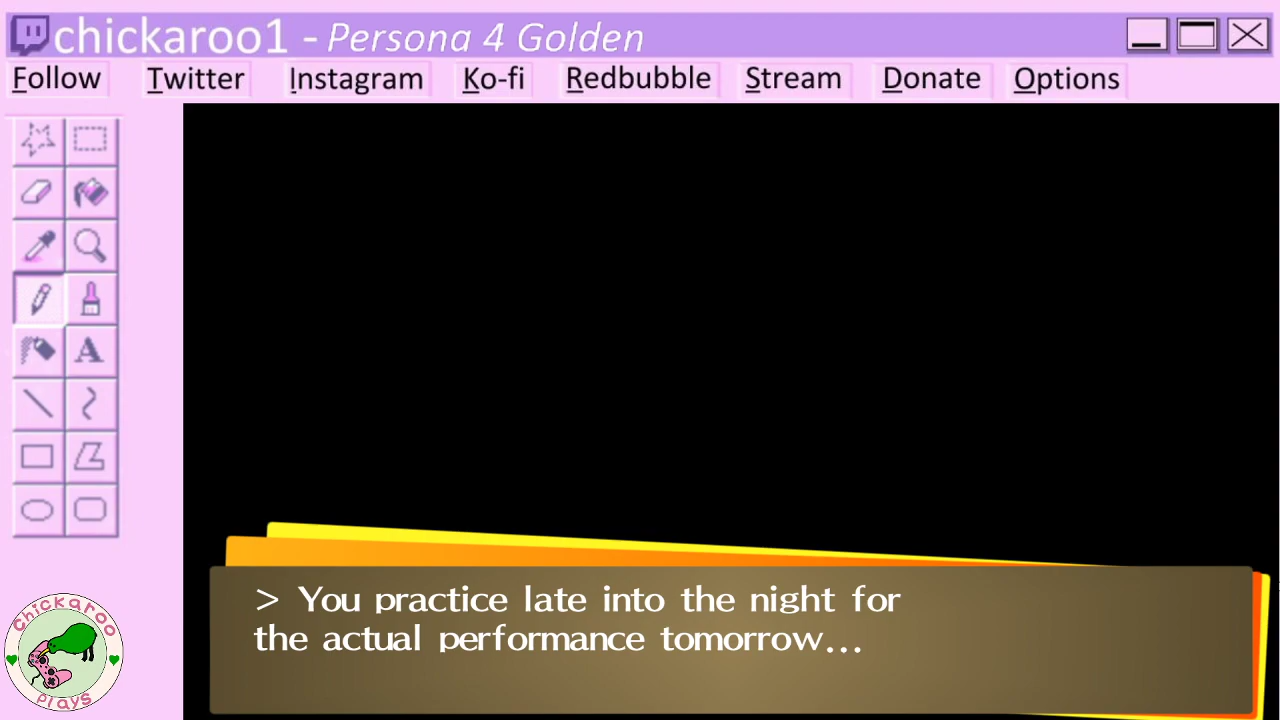 chickaroo1 - Persona 4 Golden
Follow Twitter Instagram Ko-fi Redbubble Stream Donate Options
A
> You practice late into the night for
the actual performance tomorrow...
Chickaroo
plays